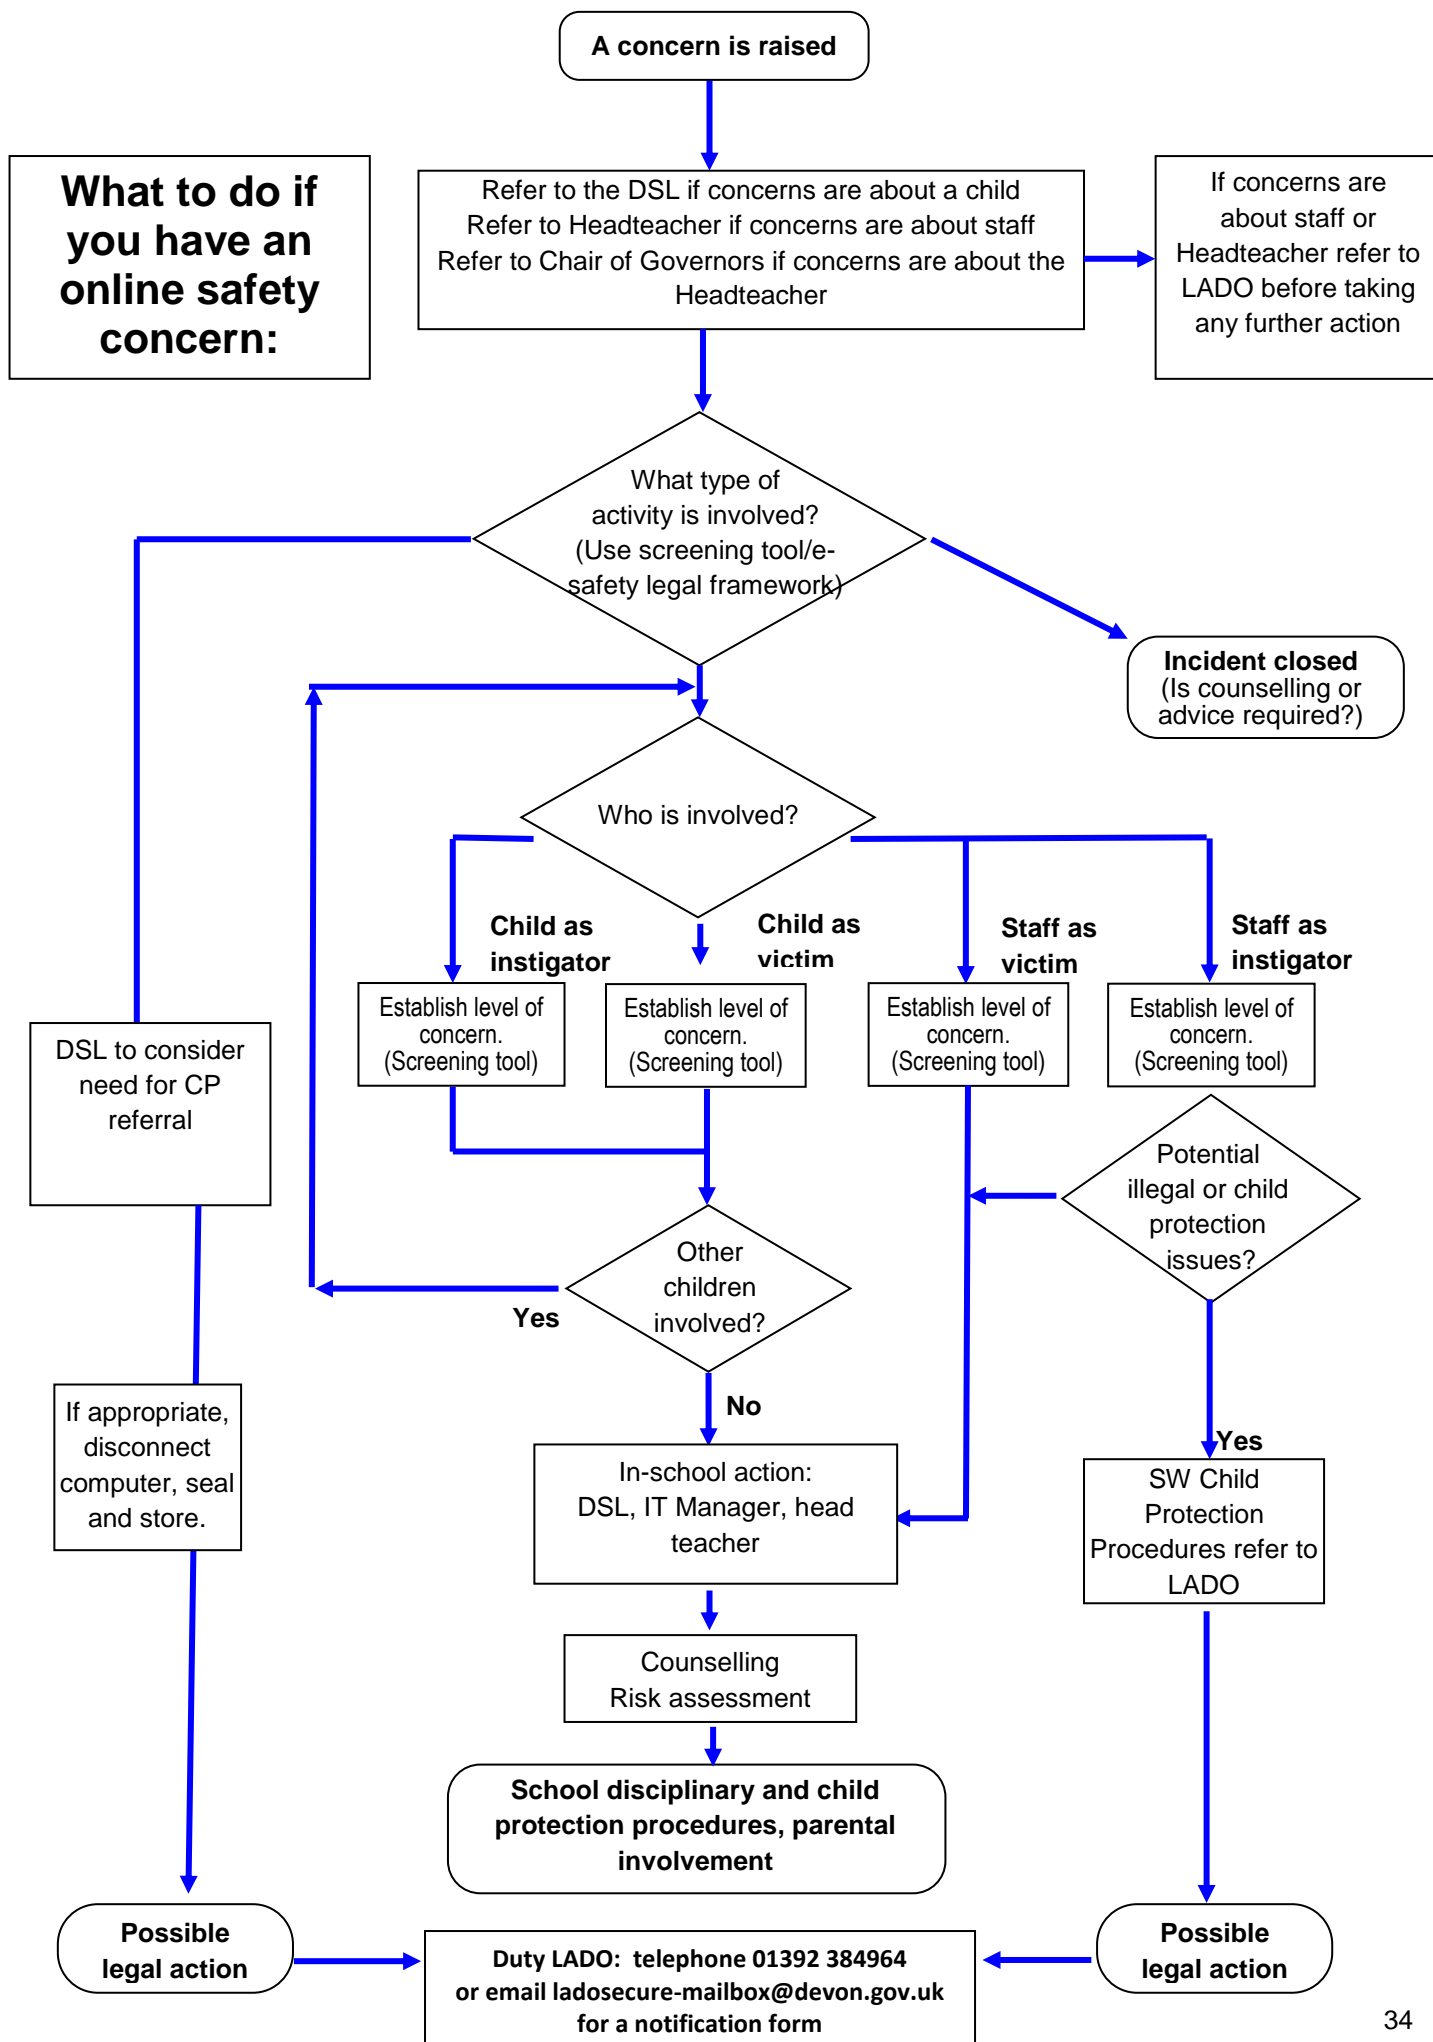 A concern is raised
What to do if
you have an
online safety
concern:
Refer to the DSL if concerns are about a child
Refer to Headteacher if concerns are about staff
Refer to Chair of Governors if concerns are about the
Headteacher
If concerns are
about staff or
Headteacher refer to
LADO before taking
any further action
What type of
activity is involved?
(Use screening tool/e-
safety legal framework)
Incident closed
(Is counselling or
advice required?)
Who is involved?
Child as
instigator
Child as
victim
Staff as
victim
Staff as
instigator
Establish level of
concern.
(Screening tool)
Establish level of
concern.
(Screening tool)
Establish level of
concern.
(Screening tool)
Establish level of
concern.
(Screening tool)
DSL to consider
need for CP
referral
Potential
illegal or child
protection
issues?
Other
children
involved?
Yes
No
Yes
If appropriate,
disconnect
computer, seal
and store.
In-school action:
DSL, IT Manager, head
teacher
SW Child
Protection
Procedures refer to
LADO
Counselling
Risk assessment
School disciplinary and child
protection procedures, parental
involvement
Possible
legal action
Duty LADO:  telephone 01392 384964
or email ladosecure-mailbox@devon.gov.uk
for a notification form
Possible
legal action
34